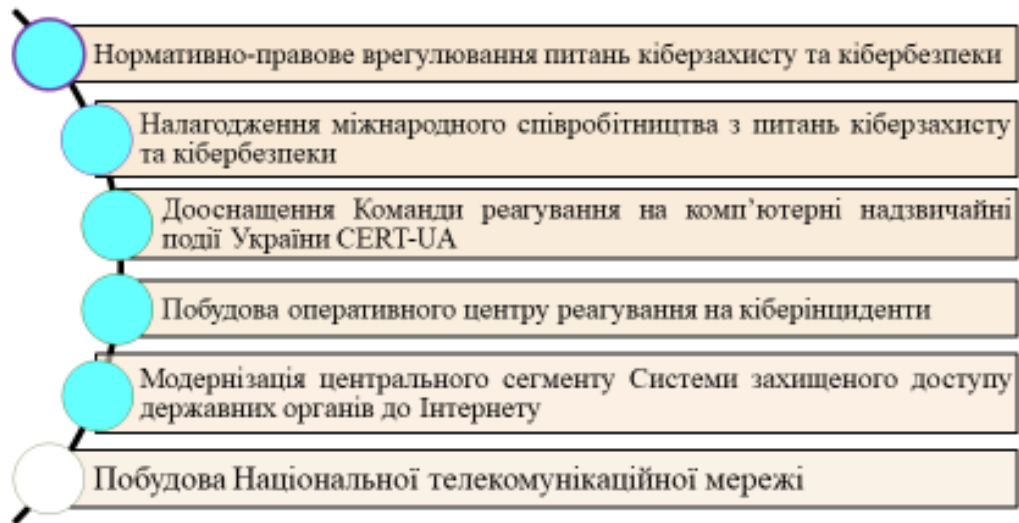 Нормативно-правове врегулювання питань кіберзахисту та кібербезпеки
Налагодження міжнародного співробітництва з питань кіберзахисту
та кібербезпеки
Дооснащення Команди реагування на комп’ютерні надзвичайні
події України CERT-UA
Побудова оперативного центру реагування на кіберінциденти
Модернізація центрального сегменту Системи захищеного доступу
державних органів до Інтернету
Побудова Національної телекомунікаційної мережі